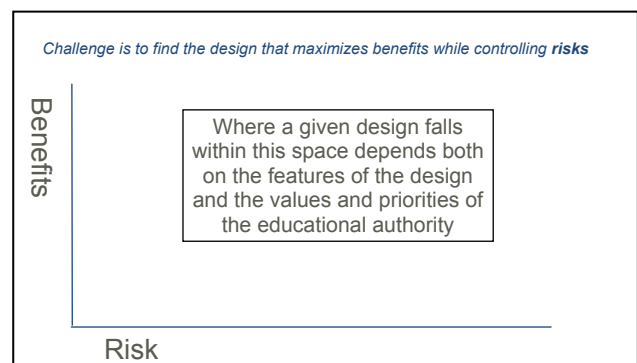 Challenge is to find the design that maximizes benefits while controlling risks
Benefits
Where a given design falls
within this space depends both
on the features of the design
and the values and priorities of
the educational authority
Risk